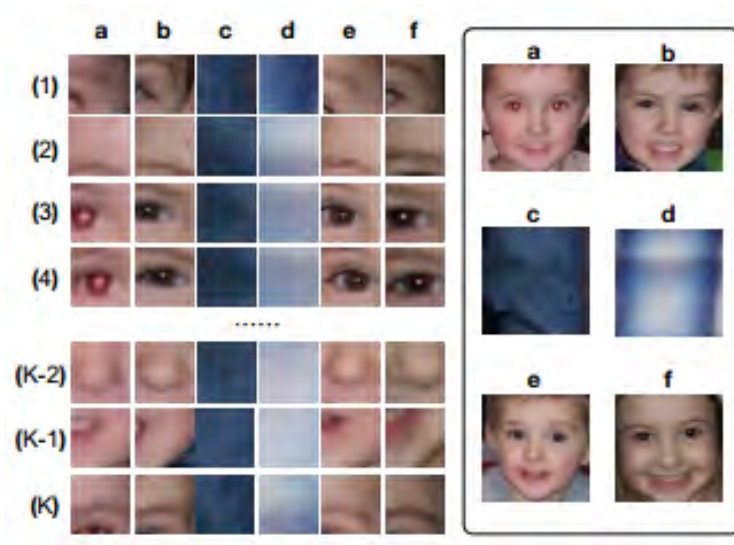 a b c d e f
(1)
(2)
(3)
(4)
......
(K-2)
(K-1)
(K)
a b
c d
e f